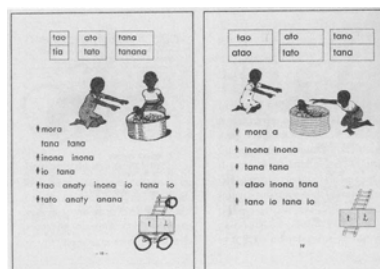 tao ato tana
tia tato tanana
mora
tana tana
inona inona
io tana
tao anaty inona io tana io
tato anaty anana
t
tao ato tano
atao tato tana
mora a
inona inona
tana tana
atao inona tana
tano io tana io
t